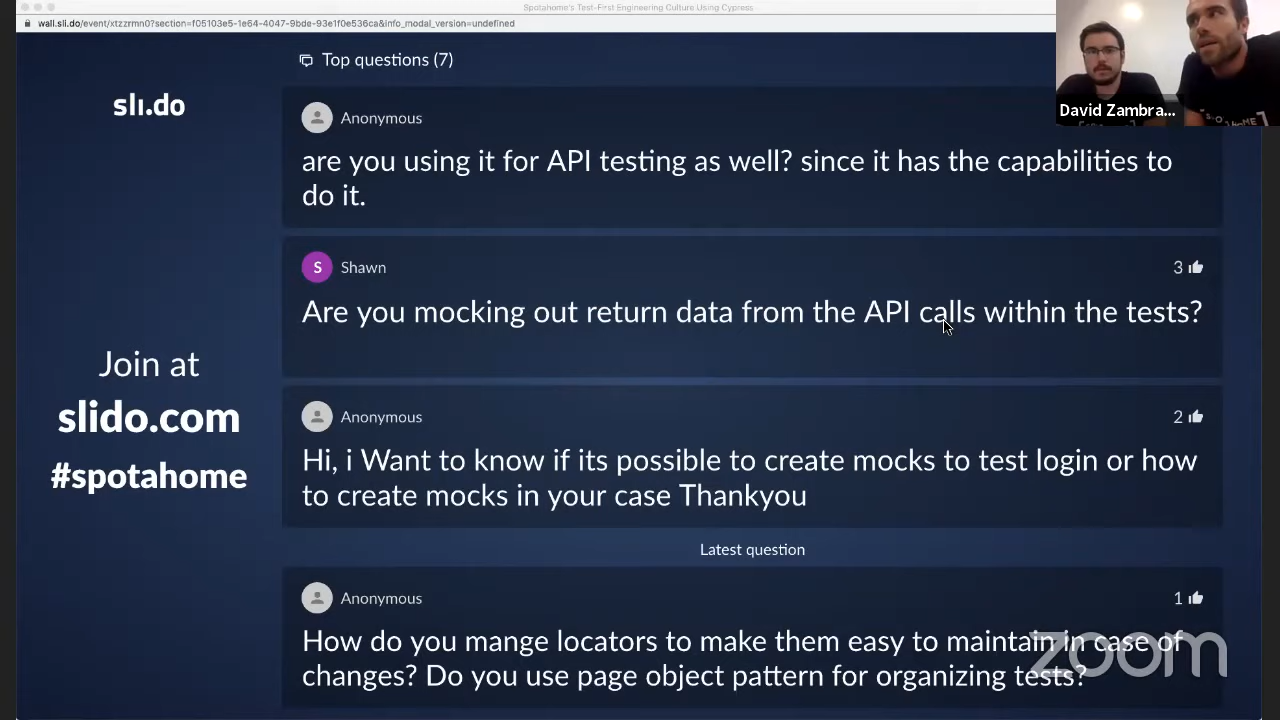 Spotahome's Test-First Engineering Culture Using Cypress
wall.sli.do/event/xtzzrmn0?section=f05103e5-1e64-4047-9bde-93e1f0e536ca&info_modal_version=undefined
Top questions (7)
sli.do
Anonymous
are you using it for API testing as well? since it has the capabilities to
do it.
S
Shawn
3
Are you mocking out return data from the API calls within the tests?
Join at
slido.com
#spotahome
Anonymous
2
Hi, i Want to know if its possible to create mocks to test login or how
to create mocks in your case Thankyou
Latest question
Anonymous
1
How do you mange locators to make them easy to maintain in case of
changes? Do you use page object pattern for organizing tests?
David Zambra...
zoom